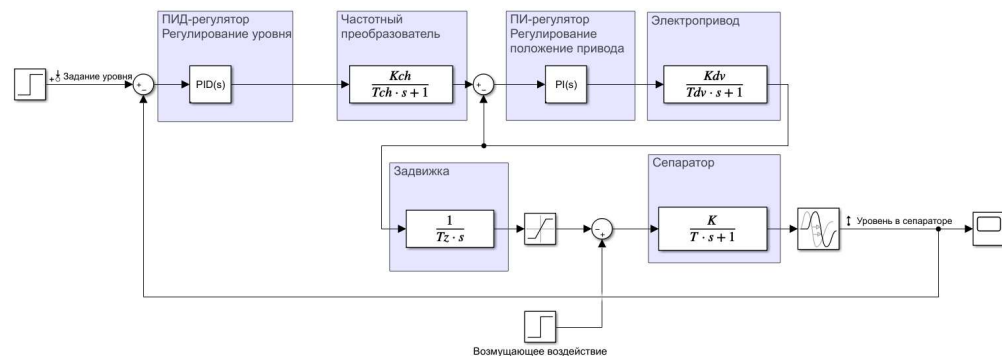 ПИД-регулятор
Регулирование уровня
Частотный
преобразователь
ПИ-регулятор
Регулирование
положение привода
Электропривод
Задание уровня
+
-
PID(s)
Kch
Tch · s + 1
+
-
PI(s)
Kdv
Tdv · s + 1
Задвижка
Сепаратор
1
Tz · s
-
+
K
T · s + 1
Уровень в сепараторе
Возмущающее воздействие